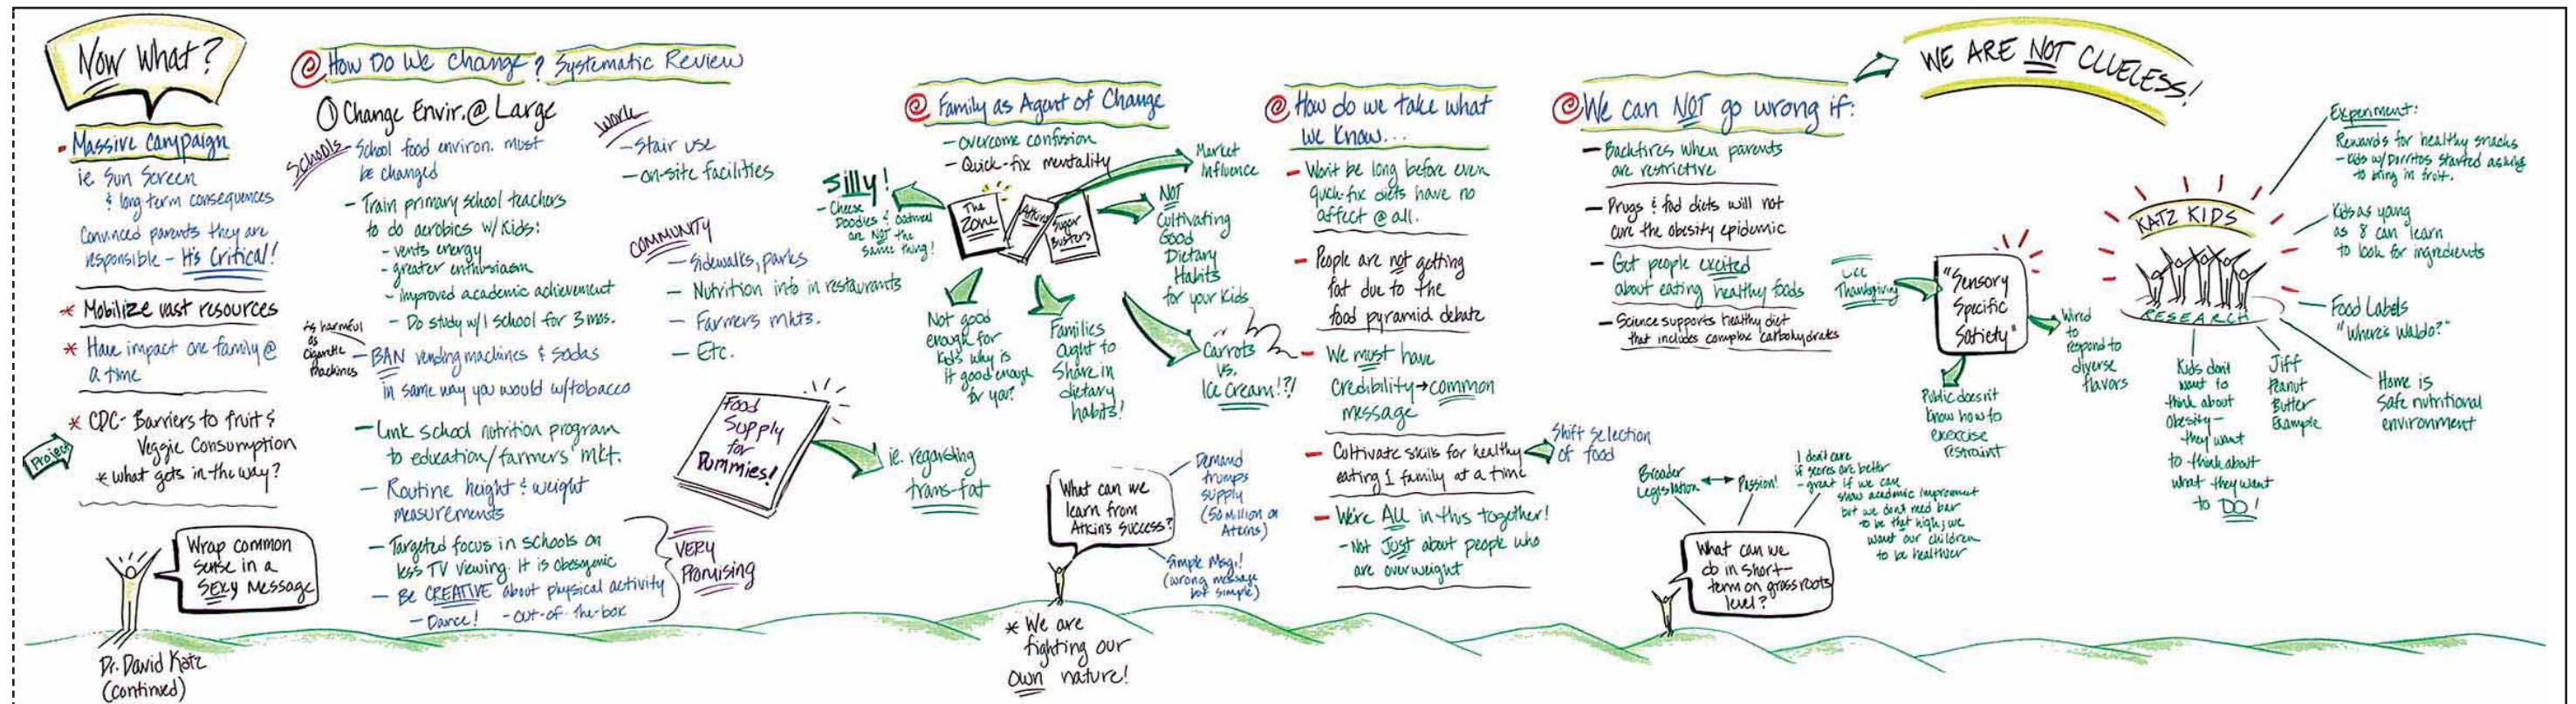 Now What?
- Massive Campaign
ie. Sun Screen
& long term consequences
Convinced parents they are
responsible - It's Critical!
* Mobilize vast resources
* Have impact one family @
a time
Project
* CDC - Barriers to fruit &
Veggie Consumption
* what gets in the way?
Wrap common
sense in a
SEXy Message
Dr. David Katz
(continued)
@ How Do We Change? Systematic Review
① Change Envir. @ Large
Schools
- School food environ. must
be changed
- Train primary school teachers
to do aerobics w/kids:
- vents energy
- greater enthusiasm
- improved academic achievement
- Do study w/1 school for 3 mos.
As harmful
as
Cigarette
Machines
- BAN vending machines & sodas
in same way you would w/tobacco
- Link school nutrition program
to education/farmers' mkt.
- Routine height & weight
measurements
- Targeted focus in schools on
less TV viewing. It is obesogenic
- Be CREATIVE about physical activity
- Dance! - out-of-the-box
VERY
Promising
Work
- Stair use
- on-site facilities
COMMUNITY
- Sidewalks, parks
- Nutrition info in restaurants
- Farmers mkts.
- Etc.
Food
Supply
for
Dummies!
ie. regarding
trans-fat
@ Family as Agent of Change
- overcome confusion
- Quick-fix mentality
Silly!
- Cheese
Doodles & oatmeal
are NOT the
same thing!
The
Zone
Atkins
Sugar
Busters
Market
Influence
NOT
Cultivating
Good
Dietary
Habits
for your kids
Not good
enough for
kids why is
it good enough
for you?
Families
ought to
Share in
dietary
habits!
Carrots
vs.
Ice Cream!?!
What can we
learn from
Atkin's Success?
Demand
trumps
supply
(50 Million on
Atkins)
Simple Msg.!
(wrong message
but simple)
* We are
fighting our
own nature!
@ How do we take what
we know...
- Won't be long before even
quick-fix diets have no
affect @ all.
- People are not getting
fat due to the
food pyramid debate
- We must have
credibility → common
message
- Cultivate skills for healthy
eating 1 family at a time
Shift selection
of food
- We're ALL in this together!
- Not Just about people who
are overweight
@ We can NOT go wrong if:
- Backfires when parents
are restrictive
- Drugs & fad diets will not
cure the obesity epidemic
- Get people excited
about eating healthy foods
- Science supports healthy diet
that includes complex carbohydrates
WE ARE NOT CLUELESS!
Thanksgiving
"Sensory
Specific
Satiety"
Wired
to
respond to
diverse
flavors
Public doesn't
know how to
exercise
restraint
Broader
Legislation
Passion!
I don't care
if scores are better
- great if we can
show academic improvement
but we don't need bar
to be that high; we
want our children
to be healthier
What can we
do in short-
term on grass roots
level?
KATZ KIDS
RESEARCH
Experiment:
Rewards for healthy snacks
- kids w/Dorritos started asking
to bring in fruit.
Kids as young
as 8 can learn
to look for ingredients
Food Labels
"Where's Waldo?"
Home is
Safe nutritional
environment
Jiff
Peanut
Butter
Example
Kids don't
want to
think about
obesity -
they want
to think about
what they want
to DO!